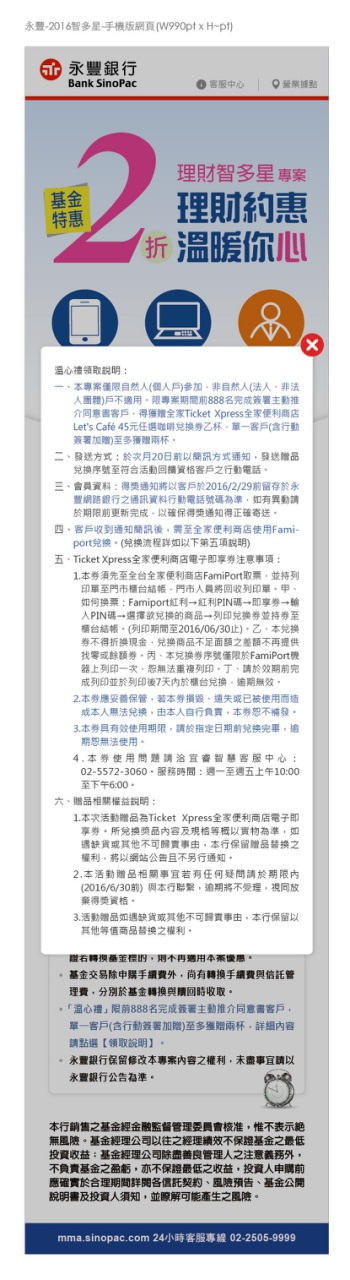 永豐-2016智多星-手機版網頁(W990pt x H~pt)
永豐銀行
Bank SinoPac
客服中心
營業據點
理財智多星 專案
基金
特惠
2折
理財約惠
溫暖你心
溫心禮領取說明：
一、本專案僅限自然人(個人戶)參加，非自然人(法人、非法
人團體)戶不適用。限專案期間前888名完成簽署主動推
介同意書客戶，得獲贈全家Ticket Xpress全家便利商店
Let's Café 45元任選咖啡兌換券乙杯，單一客戶(含行動
簽署加贈)至多獲贈兩杯。
二、發送方式：於次月20日前以簡訊方式通知，發送贈品
兌換序號至符合活動回饋資格客戶之行動電話。
三、會員資料：得獎通知將以客戶於2016/2/29前留存於永
豐網路銀行之通訊資料行動電話號碼為準，如有異動請
於期限前更新完成，以確保得獎通知得正確寄送。
四、客戶收到通知簡訊後，需至全家便利商店使用Fami-
port兌換。(兌換流程詳如以下第五項說明)
五、Ticket Xpress全家便利商店電子即享券注意事項：
1.本券須先至全台全家便利商店FamiPort取票，並持列
印單至門市櫃台結帳，門市人員將回收列印單。甲、
如何換票：Famiport紅利→紅利PIN碼→即享券→輸
入PIN碼→選擇欲兌換的商品→列印兌換券並持券至
櫃台結帳。(列印期間至2016/06/30止)。乙、本兌換
券不得折換現金，兌換商品不足面額之差額不再提供
找零或餘額券。丙、本兌換券序號僅限於FamiPort機
器上列印一次，恕無法重複列印。丁、請於效期前完
成列印並於列印後7天內於櫃台兌換，逾期無效。
2.本券應妥善保管，若本券損毀、遺失或已被使用而造
成本人無法兌換，由本人自行負責，本券恕不補發。
3.本券具有效使用期限，請於指定日期前兌換完畢，逾
期恕無法使用。
4.本券使用問題請洽宜睿智慧客服中心：
02-5572-3060。服務時間：週一至週五上午10:00
至下午6:00。
六、贈品相關權益說明：
1.本次活動贈品為Ticket Xpress全家便利商店電子即
享券。所兌換獎品內容及規格等概以實物為準，如
遇缺貨或其他不可歸責事由，本行保留贈品替換之
權利，將以網站公告且不另行通知。
2.本活動贈品相關事宜若有任何疑問請於期限內
(2016/6/30前) 與本行聯繫，逾期將不受理，視同放
棄得獎資格。
3.活動贈品如遇缺貨或其他不可歸責事由，本行保留以
其他等值商品替換之權利。
證若轉換基金標的，則不再適用本案優惠。
• 基金交易除申購手續費外，尚有轉換手續費與信託管
理費，分別於基金轉換與贖回時收取。
•「溫心禮」限前888名完成簽署主動推介同意書客戶，
單一客戶(含行動簽署加贈)至多獲贈兩杯，詳細內容
請點選【領取說明】。
• 永豐銀行保留修改本專案內容之權利，未盡事宜請以
永豐銀行公告為準。
本行銷售之基金經金融監督管理委員會核准，惟不表示絕
無風險。基金經理公司以往之經理績效不保證基金之最低
投資收益；基金經理公司除盡善良管理人之注意義務外，
不負責基金之盈虧，亦不保證最低之收益，投資人申購前
應確實於合理期間詳閱各信託契約、風險預告、基金公開
說明書及投資人須知，並瞭解可能產生之風險。
mma.sinopac.com 24小時客服專線 02-2505-9999